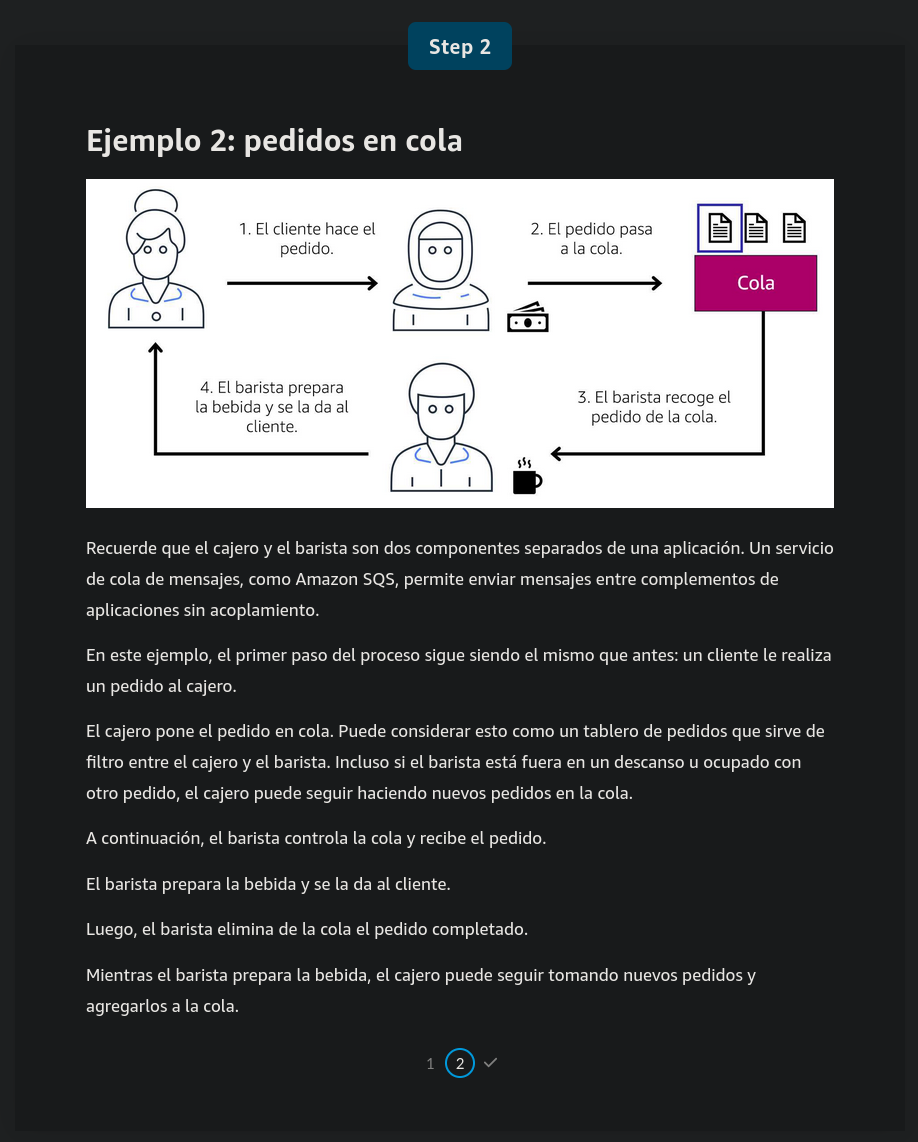 Step 2
Ejemplo 2: pedidos en cola
1. El cliente hace el
pedido.
2. El pedido pasa
a la cola.
Cola
4. El barista prepara
la bebida y se la da al
cliente.
3. El barista recoge el
pedido de la cola.
Recuerde que el cajero y el barista son dos componentes separados de una aplicación. Un servicio
de cola de mensajes, como Amazon SQS, permite enviar mensajes entre complementos de
aplicaciones sin acoplamiento.
En este ejemplo, el primer paso del proceso sigue siendo el mismo que antes: un cliente le realiza
un pedido al cajero.
El cajero pone el pedido en cola. Puede considerar esto como un tablero de pedidos que sirve de
filtro entre el cajero y el barista. Incluso si el barista está fuera en un descanso u ocupado con
otro pedido, el cajero puede seguir haciendo nuevos pedidos en la cola.
A continuación, el barista controla la cola y recibe el pedido.
El barista prepara la bebida y se la da al cliente.
Luego, el barista elimina de la cola el pedido completado.
Mientras el barista prepara la bebida, el cajero puede seguir tomando nuevos pedidos y
agregarlos a la cola.
1 2